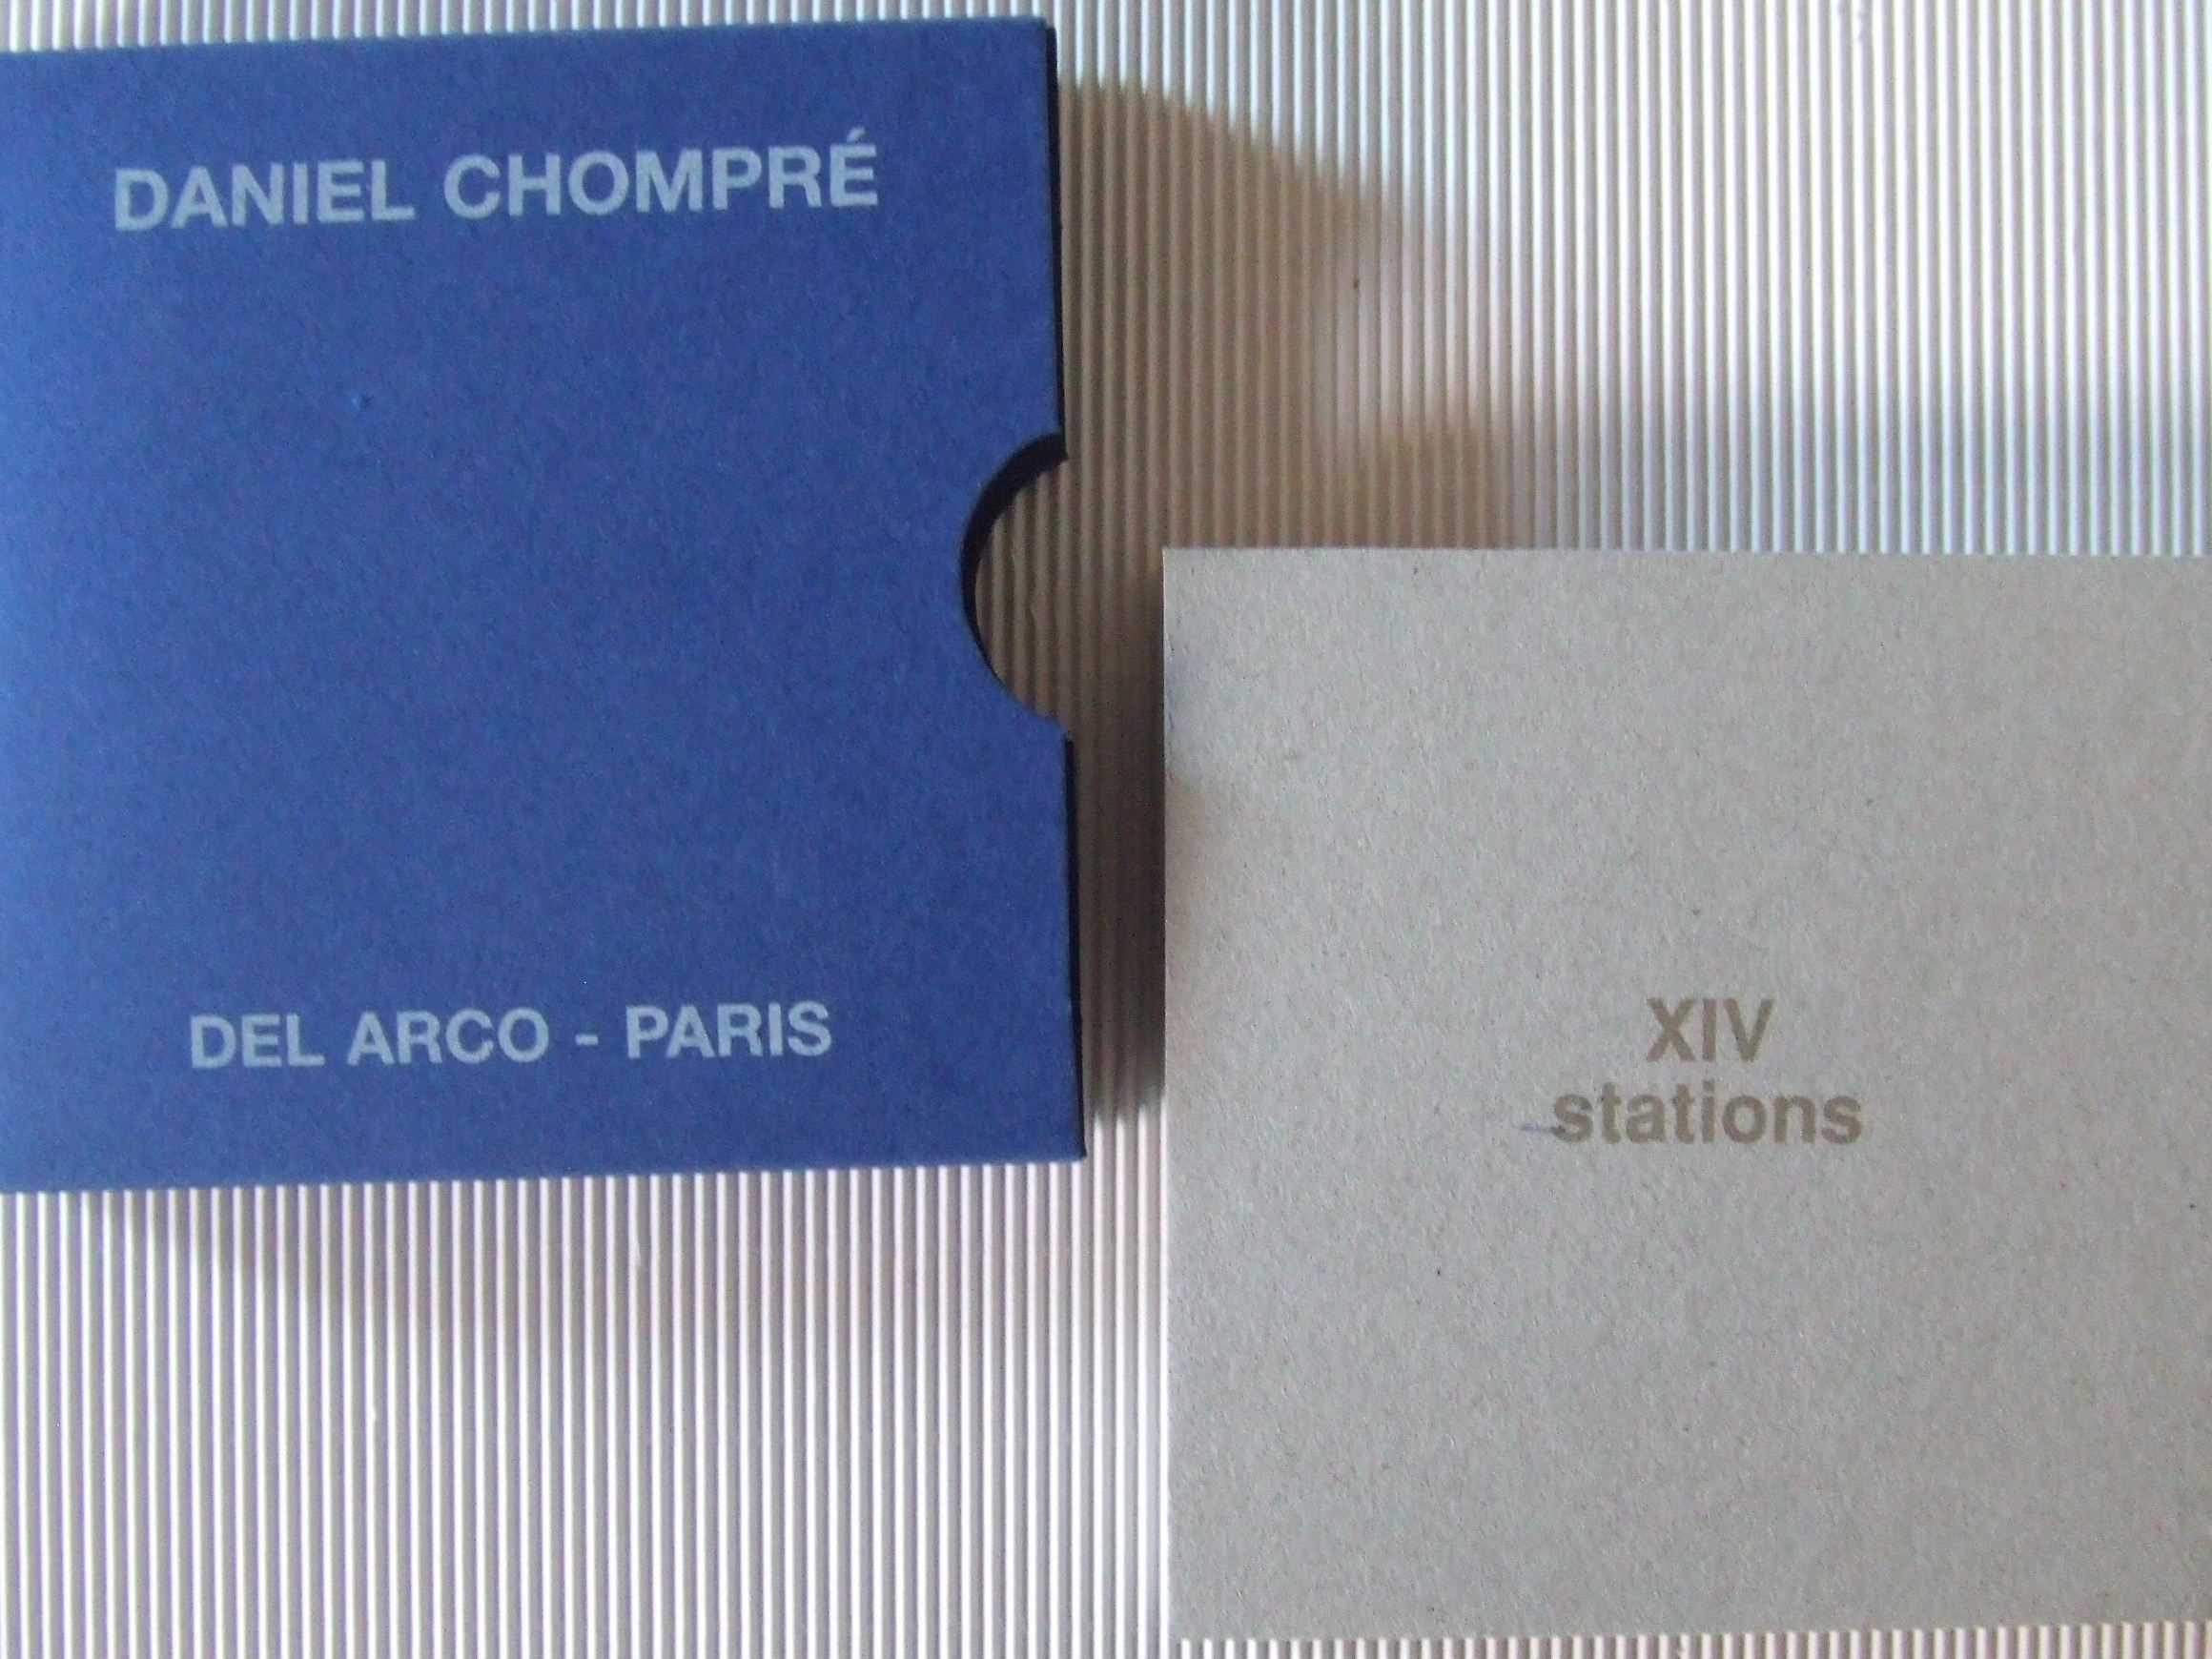 DANIEL CHOMPRÉ
DEL ARCO - PARIS
XIV
stations